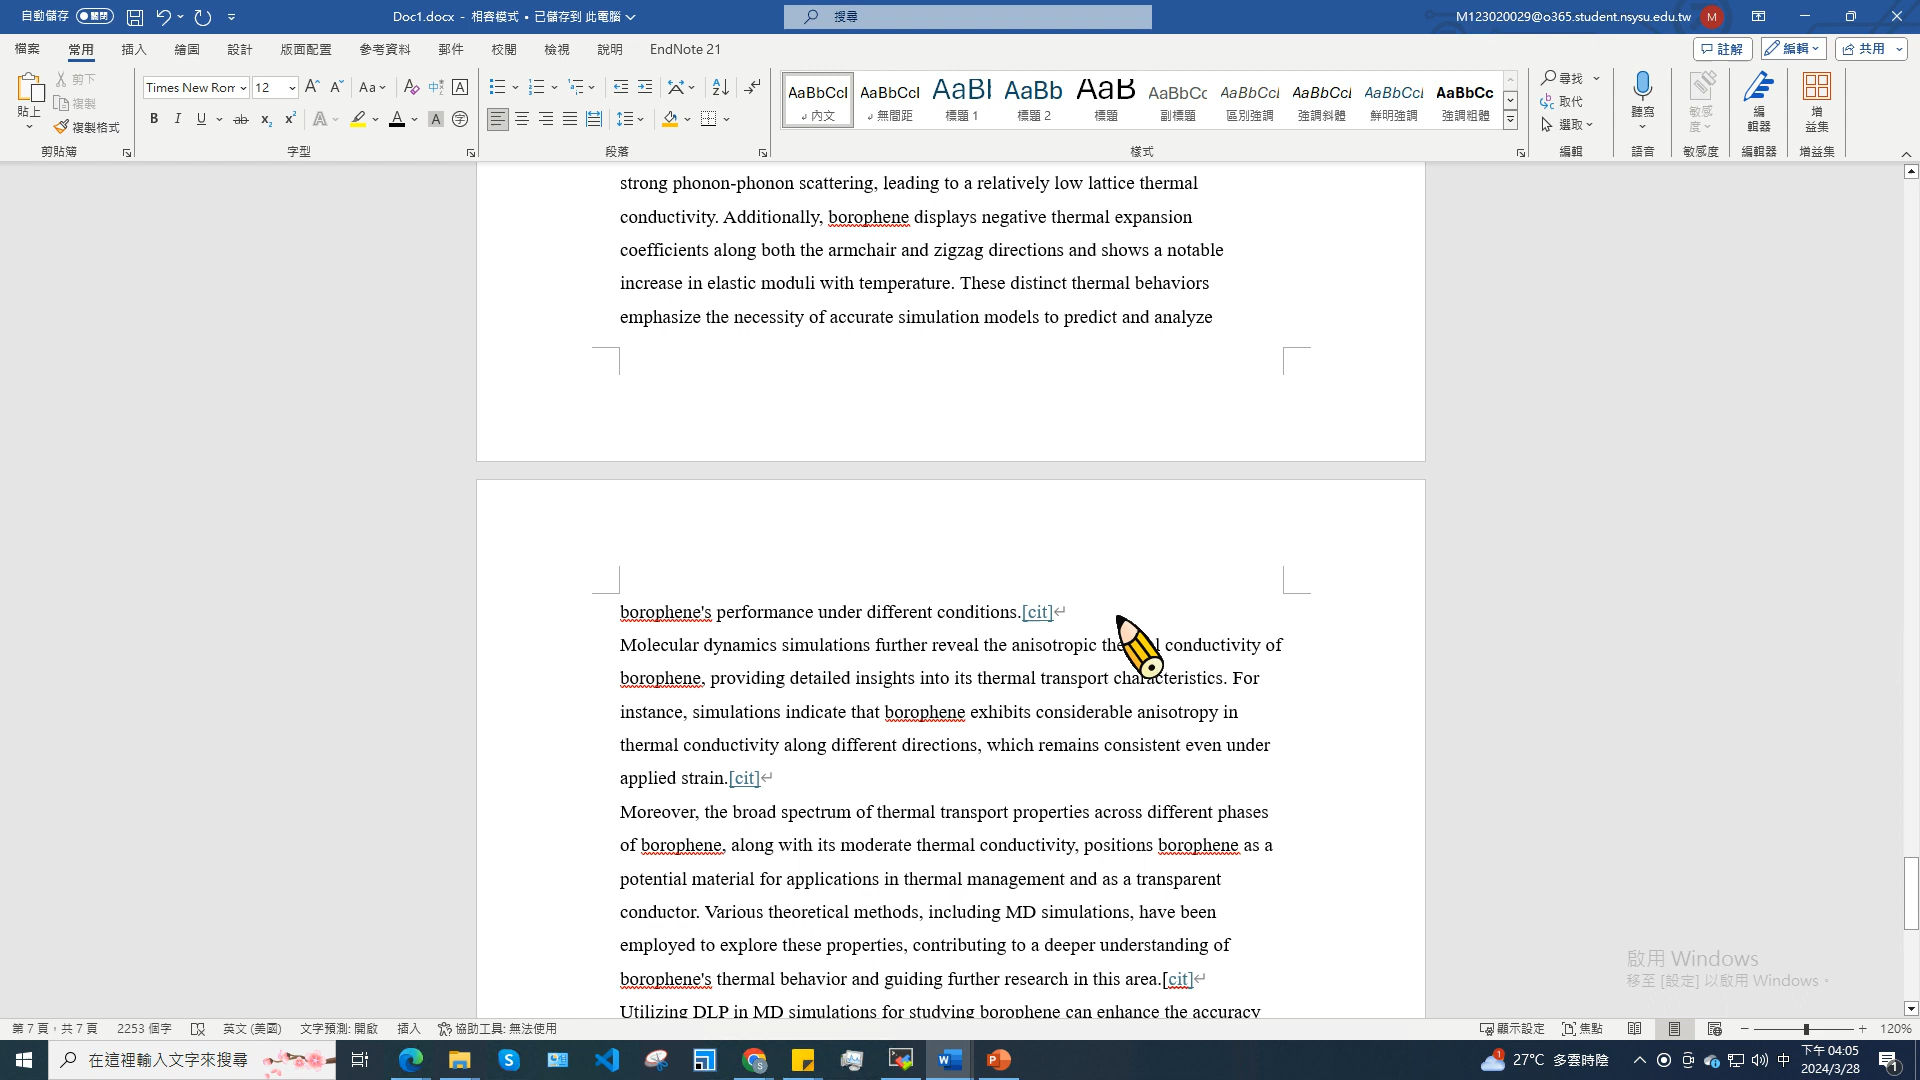 自動儲存 關閉 Doc1.docx - 相容模式 • 已儲存到 此電腦 搜尋 M123020029@o365.student.nsysu.edu.tw M
檔案 常用 插入 繪圖 設計 版面配置 參考資料 郵件 校閱 檢視 說明 EndNote 21 註解 編輯 共用
貼上 剪下 複製 複製格式 剪貼簿
Times New Ron 12 字型
段落
AaBbCcI 內文 AaBbCcI 無間距 AaBl 標題 1 AaBb 標題 2 AaB 標題 AaBbCc 副標題 AaBbCcI 區別強調 AaBbCcI 強調斜體 AaBbCcI 鮮明強調 AaBbCc 強調粗體 樣式
尋找 取代 選取 編輯
聽寫 語音
敏感度 敏感度
編輯器 編輯器
增益集 增益集
strong phonon-phonon scattering, leading to a relatively low lattice thermal
conductivity. Additionally, borophene displays negative thermal expansion
coefficients along both the armchair and zigzag directions and shows a notable
increase in elastic moduli with temperature. These distinct thermal behaviors
emphasize the necessity of accurate simulation models to predict and analyze
borophene's performance under different conditions.[cit]
Molecular dynamics simulations further reveal the anisotropic the l conductivity of
borophene, providing detailed insights into its thermal transport characteristics. For
instance, simulations indicate that borophene exhibits considerable anisotropy in
thermal conductivity along different directions, which remains consistent even under
applied strain.[cit]
Moreover, the broad spectrum of thermal transport properties across different phases
of borophene, along with its moderate thermal conductivity, positions borophene as a
potential material for applications in thermal management and as a transparent
conductor. Various theoretical methods, including MD simulations, have been
employed to explore these properties, contributing to a deeper understanding of
borophene's thermal behavior and guiding further research in this area.[cit]
Utilizing DLP in MD simulations for studying borophene can enhance the accuracy
啟用 Windows
移至 [設定] 以啟用 Windows。
第 7 頁，共 7 頁 2253 個字 英文 (美國) 文字預測: 開啟 插入 協助工具: 無法使用 顯示設定 焦點 120%
在這裡輸入文字來搜尋 27°C 多雲時陰 中 下午 04:05
2024/3/28 1